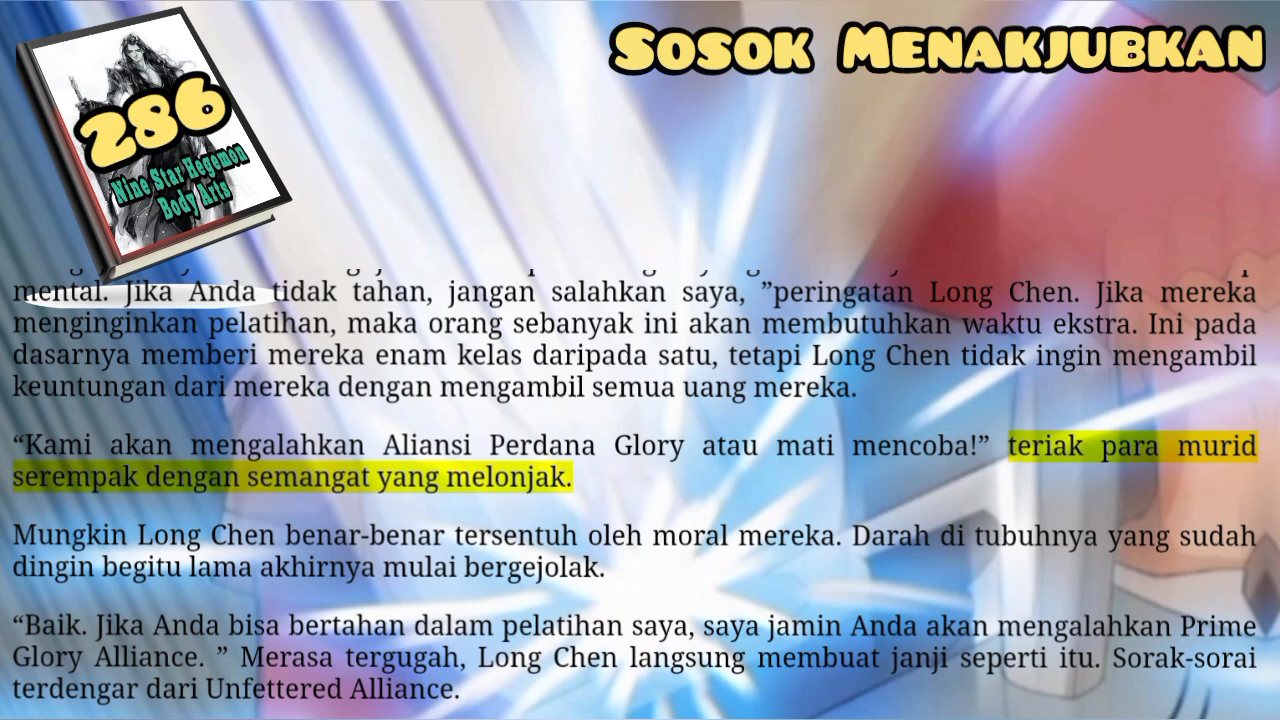 Sosok Menakjubkan
286
Nine Star Hegemon
Body Arts
mental. Jika Anda tidak tahan, jangan salahkan saya, ”peringatan Long Chen. Jika mereka
menginginkan pelatihan, maka orang sebanyak ini akan membutuhkan waktu ekstra. Ini pada
dasarnya memberi mereka enam kelas daripada satu, tetapi Long Chen tidak ingin mengambil
keuntungan dari mereka dengan mengambil semua uang mereka.
“Kami akan mengalahkan Aliansi Perdana Glory atau mati mencoba!” teriak para murid
serempak dengan semangat yang melonjak.
Mungkin Long Chen benar-benar tersentuh oleh moral mereka. Darah di tubuhnya yang sudah
dingin begitu lama akhirnya mulai bergejolak.
“Baik. Jika Anda bisa bertahan dalam pelatihan saya, saya jamin Anda akan mengalahkan Prime
Glory Alliance. ” Merasa tergugah, Long Chen langsung membuat janji seperti itu. Sorak-sorai
terdengar dari Unfettered Alliance.